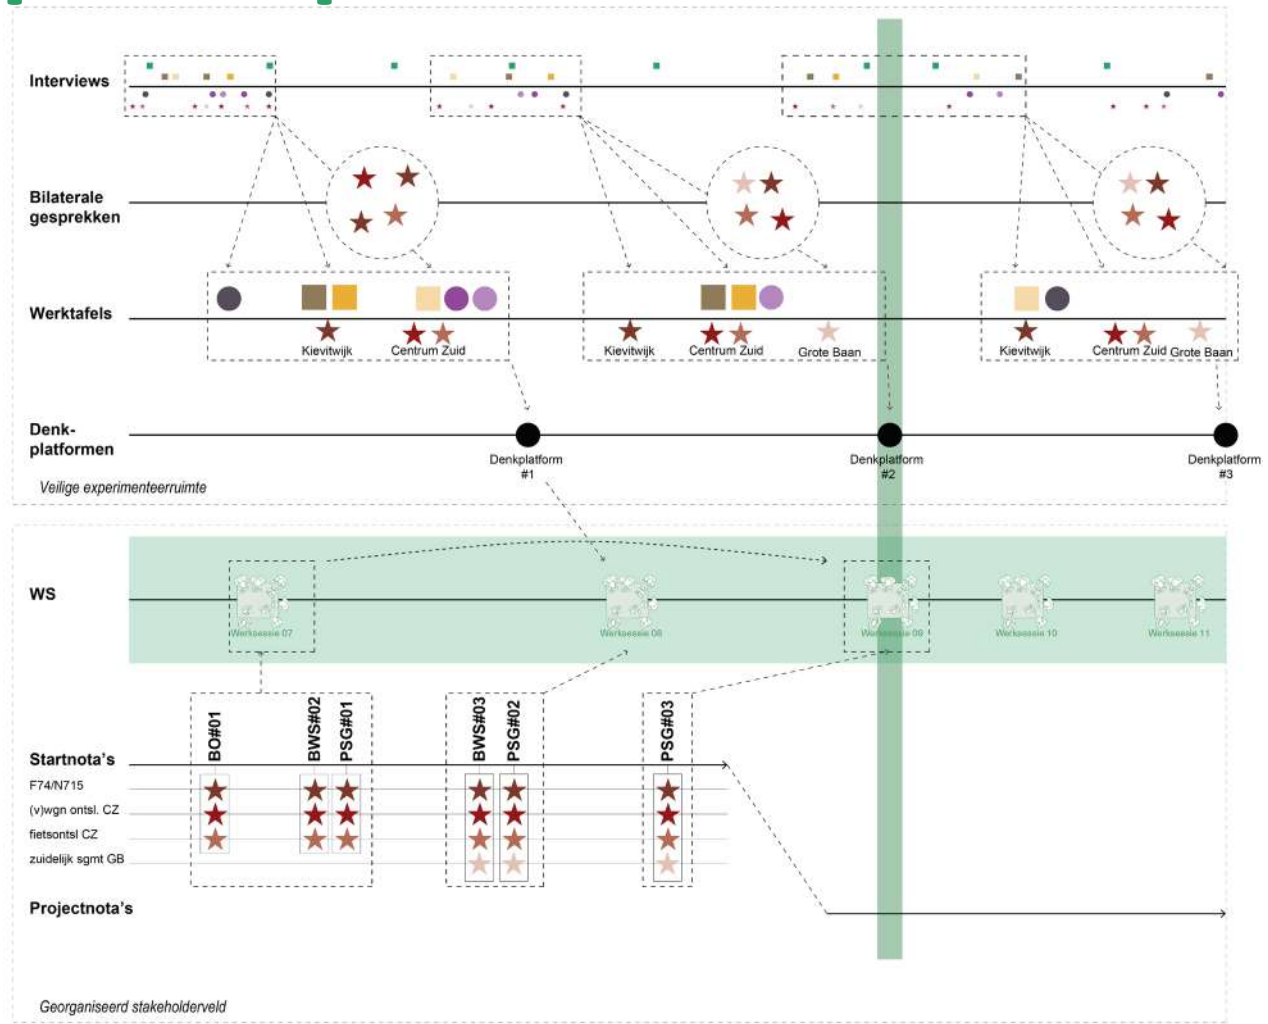 Interviews
Bilaterale
gesprekken
Werktafels
Kievitwijk
Centrum Zuid
Kievitwijk
Centrum Zuid
Grote Baan
Kievitwijk
Centrum Zuid
Grote Baan
Denk-
platformen
Denkplatform
#1
Denkplatform
#2
Denkplatform
#3
Veilige experimenteerruimte
WS
Werksessie 07
Werksessie 08
Werksessie 09
Werksessie 10
Werksessie 11
BO#01
BWS#02
PSG#01
BWS#03
PSG#02
PSG#03
Startnota's
F74/N715
(v)wgn ontsl. CZ
fietsontsl CZ
zuidelijk sgmt GB
Projectnota's
Georganiseerd stakeholderveld